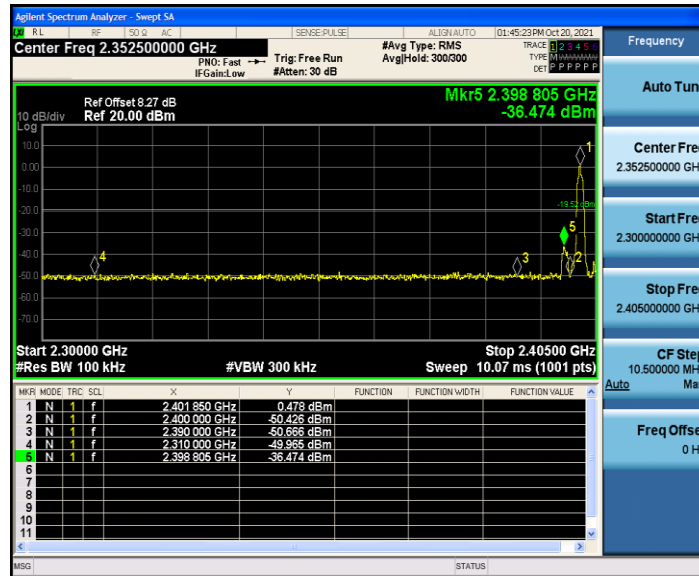 Agilent Spectrum Analyzer - Swept SA
RL RF 50 Ω AC SENSE:PULSE ALIGN AUTO 01:45:23PM Oct 20, 2021
Center Freq 2.352500000 GHz
PNO: Fast
IFGain:Low
Trig: Free Run
#Atten: 30 dB
#Avg Type: RMS
Avg|Hold: 300/300
TRACE 1 2 3 4 5 6
TYPE M
DET P P P P P P
Ref Offset 8.27 dB
10 dB/div Ref 20.00 dBm
Log
Mkr5 2.398 805 GHz
-36.474 dBm
10.0
0.00
-10.0
-20.0
-30.0
-40.0
-50.0
-60.0
-70.0
1
-19.52 dBm
5
4
3
2
Start 2.30000 GHz Stop 2.40500 GHz
#Res BW 100 kHz #VBW 300 kHz Sweep 10.07 ms (1001 pts)
MKR MODE TRC SCL X Y FUNCTION FUNCTION WIDTH FUNCTION VALUE
1 N 1 f 2.401 850 GHz 0.478 dBm
2 N 1 f 2.400 000 GHz -50.426 dBm
3 N 1 f 2.390 000 GHz -50.666 dBm
4 N 1 f 2.310 000 GHz -49.965 dBm
5 N 1 f 2.398 805 GHz -36.474 dBm
6
7
8
9
10
11
MSG STATUS
Frequency
Auto Tun
Center Fre
2.352500000 GH
Start Fre
2.300000000 GH
Stop Fre
2.405000000 GH
CF Step
10.500000 MH
Auto Ma
Freq Offse
0 H